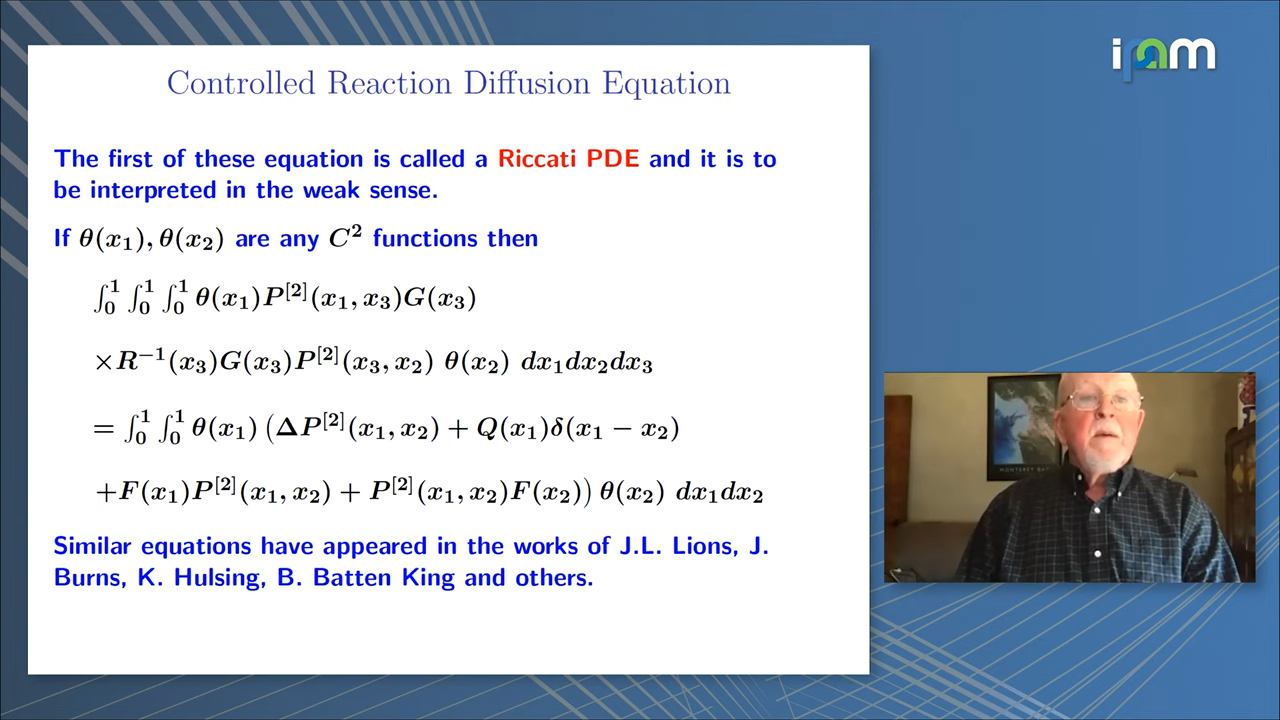 ipam
Controlled Reaction Diffusion Equation
The first of these equation is called a Riccati PDE and it is to
be interpreted in the weak sense.
If θ(x₁), θ(x₂) are any C² functions then
∫₀¹ ∫₀¹ ∫₀¹ θ(x₁)P^[2](x₁, x₃)G(x₃)
×R⁻¹(x₃)G(x₃)P^[2](x₃, x₂) θ(x₂) dx₁dx₂dx₃
= ∫₀¹ ∫₀¹ θ(x₁) (ΔP^[2](x₁, x₂) + Q(x₁)δ(x₁ − x₂)
+F(x₁)P^[2](x₁, x₂) + P^[2](x₁, x₂)F(x₂)) θ(x₂) dx₁dx₂
Similar equations have appeared in the works of J.L. Lions, J.
Burns, K. Hulsing, B. Batten King and others.
MONTEREY